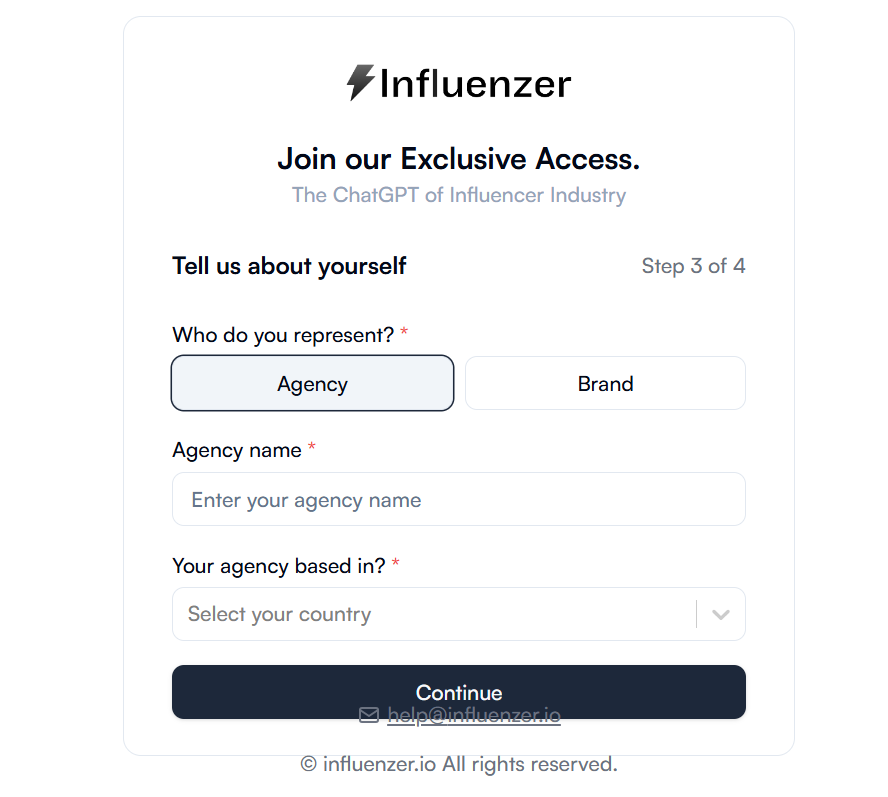 Influenzer
Join our Exclusive Access.
The ChatGPT of Influencer Industry
Tell us about yourself Step 3 of 4
Who do you represent? *
Agency Brand
Agency name *
Enter your agency name
Your agency based in? *
Select your country
Continue
help@influenzer.io
© influenzer.io All rights reserved.